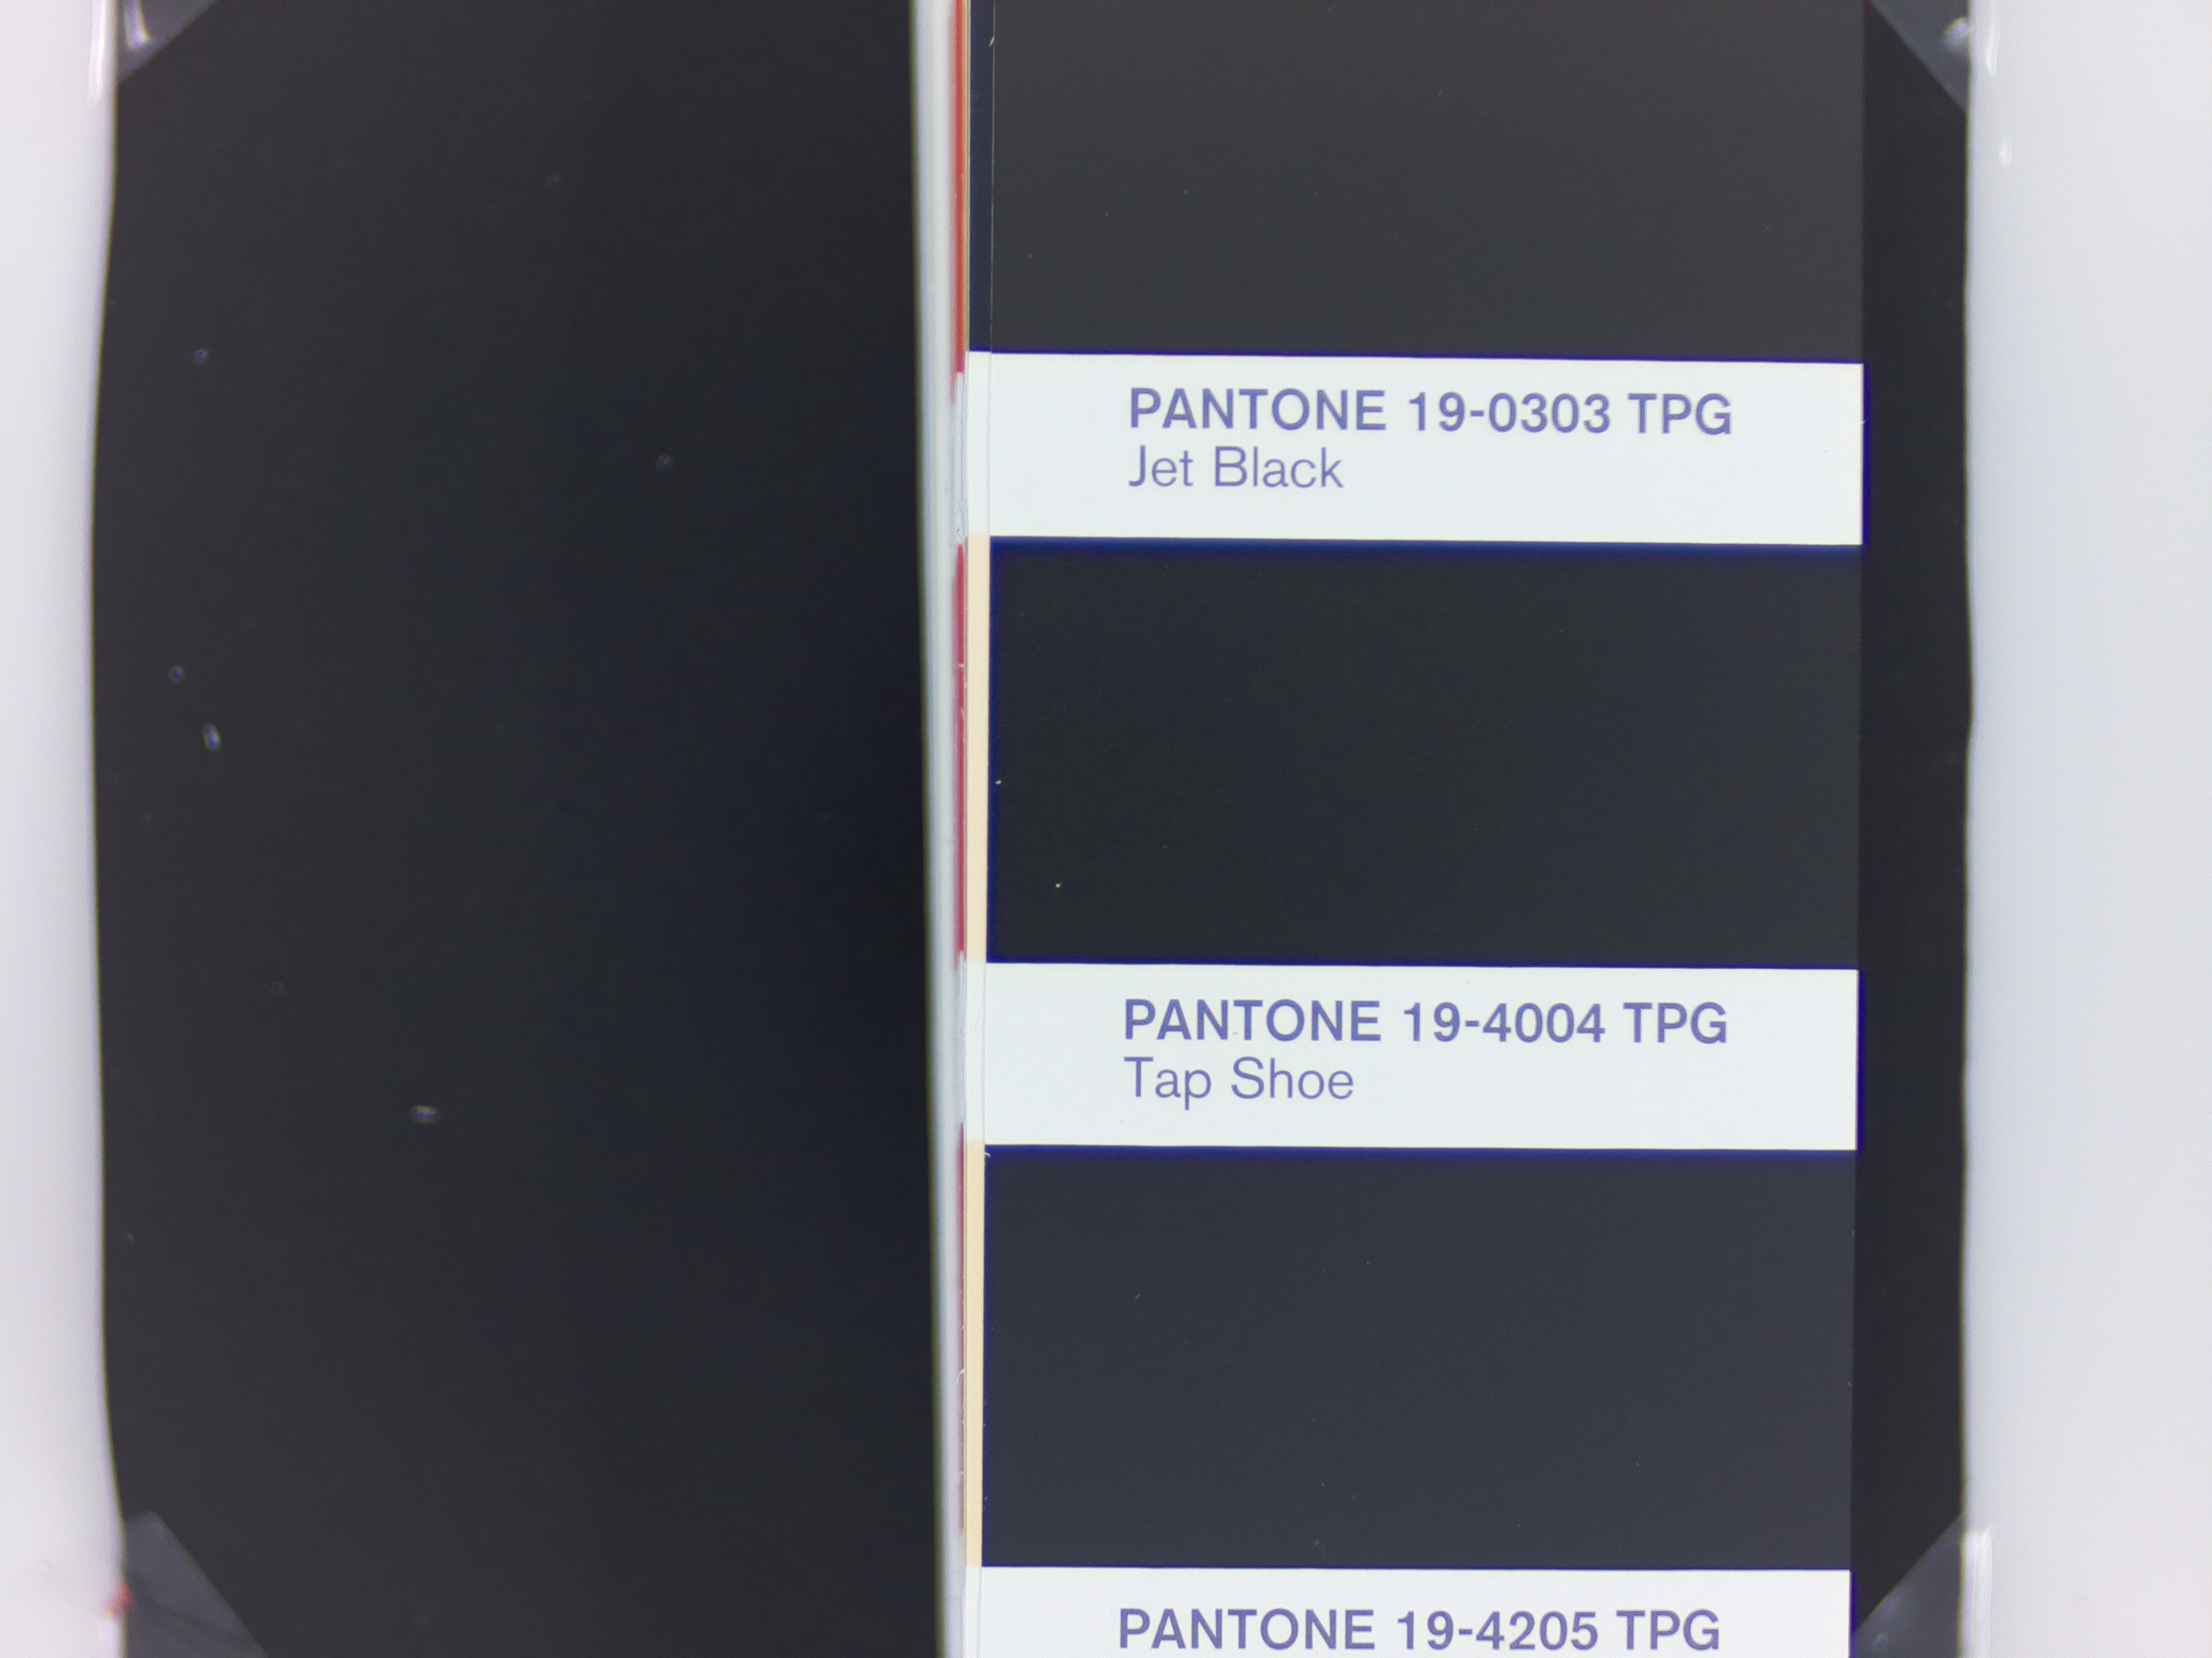 PANTONE 19-0303 TPG
Jet Black
PANTONE 19-4004 TPG
Tap Shoe
PANTONE 19-4205 TPG